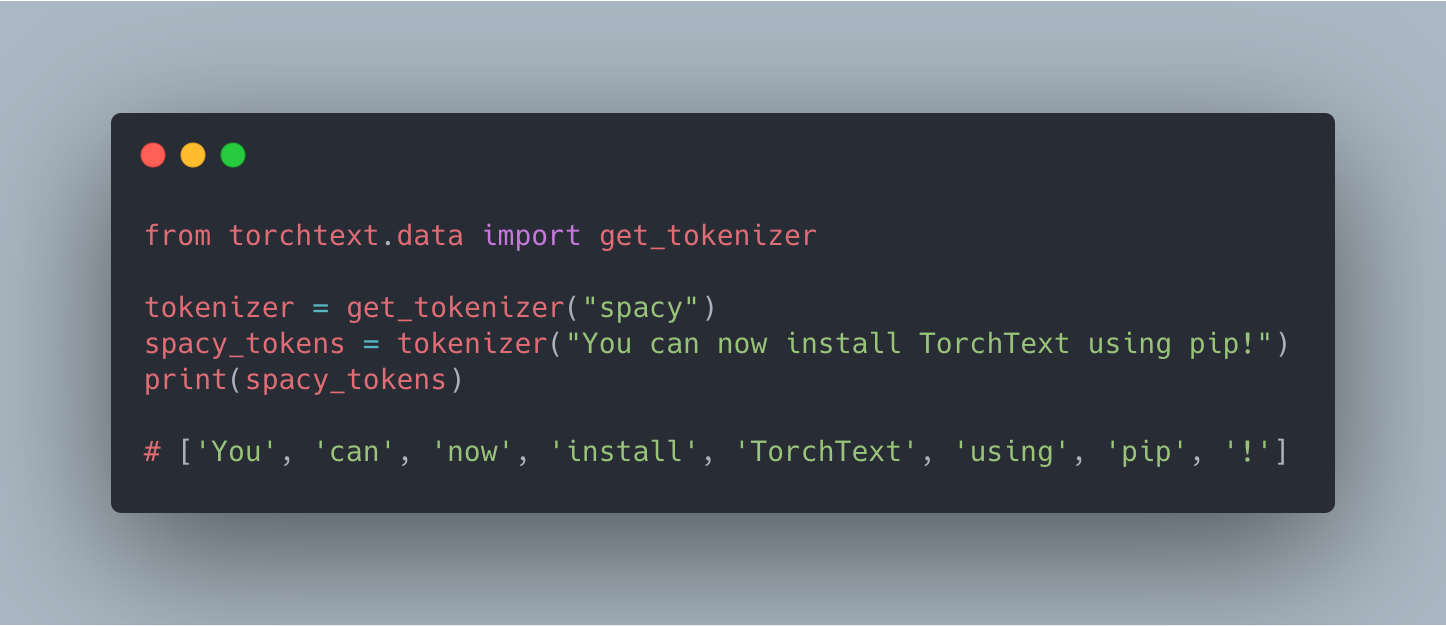 from torchtext.data import get_tokenizer
tokenizer = get_tokenizer("spacy")
spacy_tokens = tokenizer("You can now install TorchText using pip!")
print(spacy_tokens)
# ['You', 'can', 'now', 'install', 'TorchText', 'using', 'pip', '!']